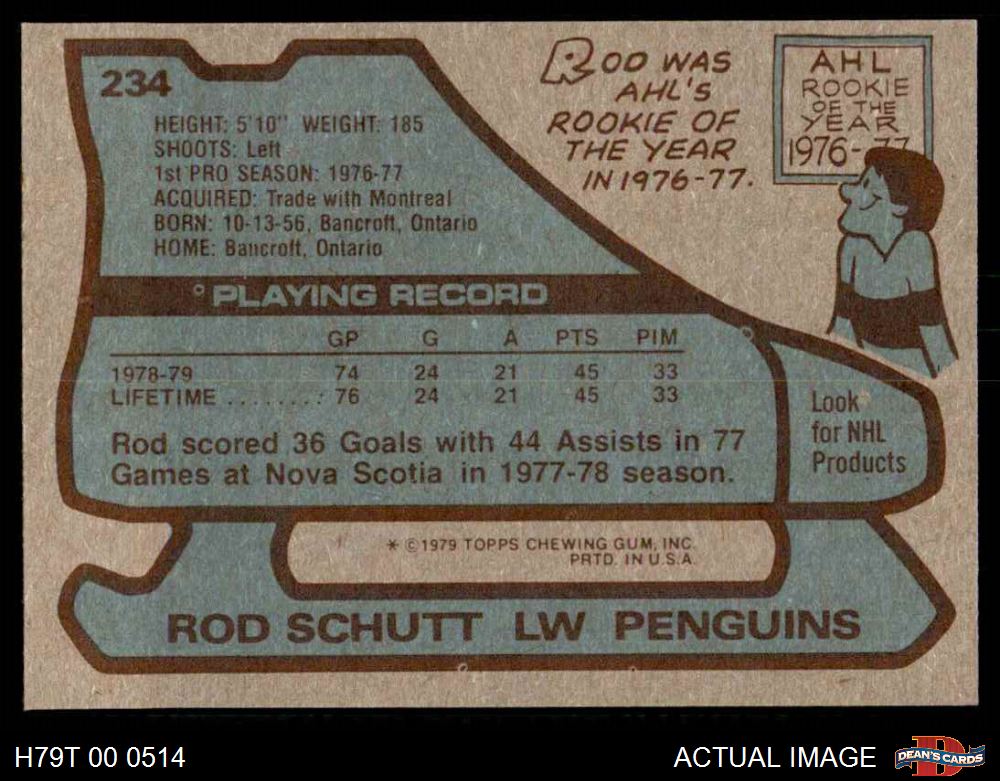 234
HEIGHT: 5'10" WEIGHT: 185
SHOOTS: Left
1st PRO SEASON: 1976-77
ACQUIRED: Trade with Montreal
BORN: 10-13-56, Bancroft, Ontario
HOME: Bancroft, Ontario
ROD WAS
AHL'S
ROOKIE OF
THE YEAR
IN 1976-77.
AHL
ROOKIE
OF THE
YEAR
1976-77
PLAYING RECORD
GP G A PTS PIM
1978-79 74 24 21 45 33
LIFETIME ........: 76 24 21 45 33
Rod scored 36 Goals with 44 Assists in 77
Games at Nova Scotia in 1977-78 season.
Look
for NHL
Products
* ©1979 TOPPS CHEWING GUM, INC.
PRTD. IN U.S.A.
ROD SCHUTT LW PENGUINS
H79T 00 0514
ACTUAL IMAGE
D
DEAN'S CARDS